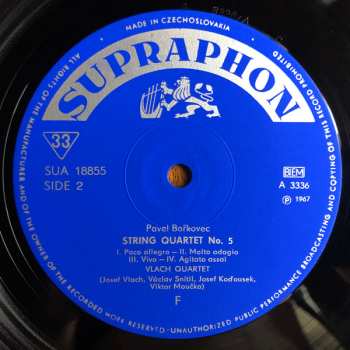 MADE IN CZECHOSLOVAKIA
SUPRAPHON
ALL RIGHTS OF THE MANUFACTURER AND OF THE OWNER OF THE RECORDED WORK RESERVED-UNAUTHORIZED PUBLIC PERFORMANCE BROADCASTING AND COPYING OF THIS RECORD PROHIBITED
33
SUA 18855
SIDE 2
BIEM
A 3336
Ⓟ 1967
Pavel Bořkovec
STRING QUARTET No. 5
I. Poco allegro – II. Molto adagio
III. Vivo – IV. Agitato assai
VLACH QUARTET
(Josef Vlach, Václav Snítil, Josef Koďousek,
Viktor Moučka)
F